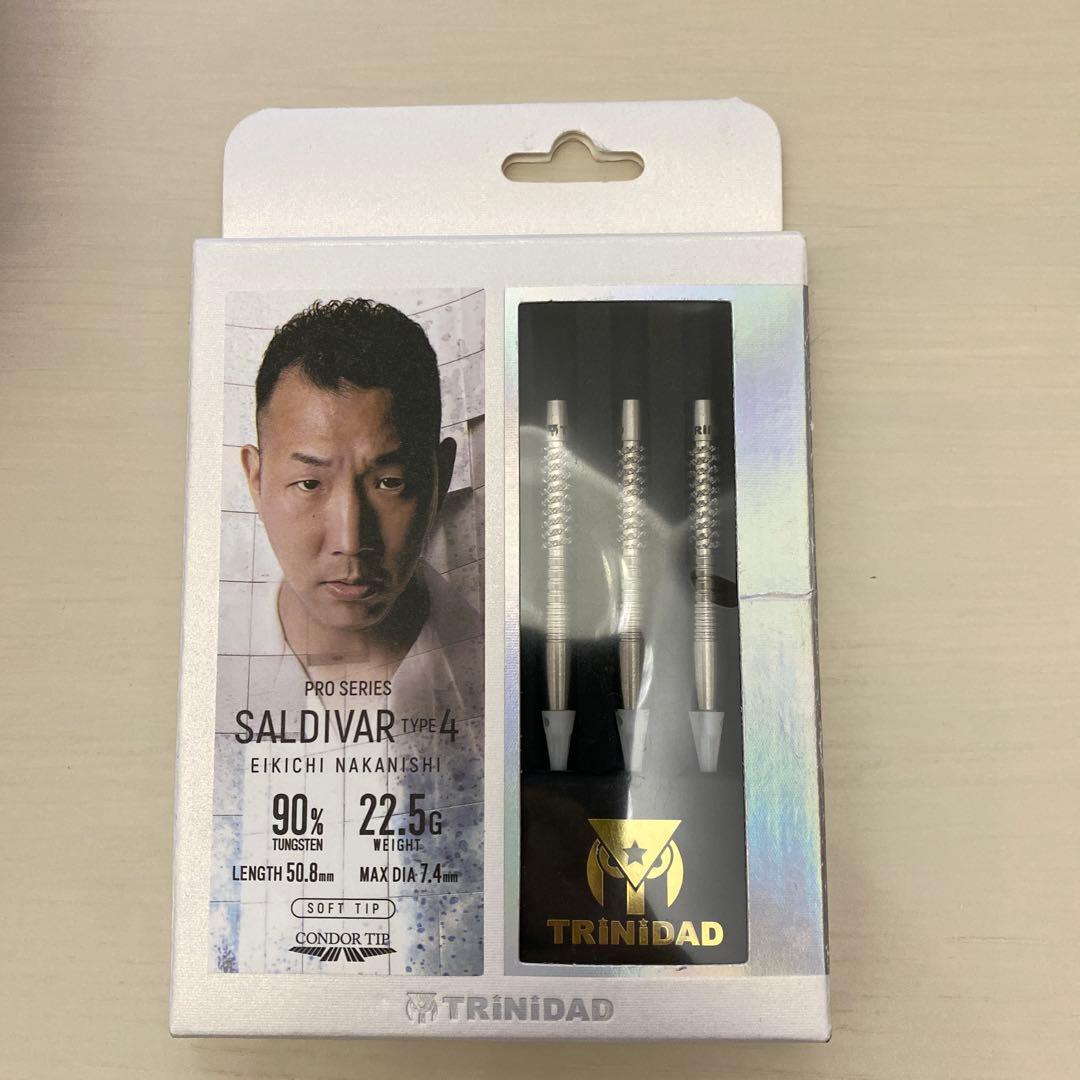 PRO SERIES
SALDIVAR TYPE 4
EIKICHI NAKANISHI
90% 22.5G
TUNGSTEN WEIGHT
LENGTH 50.8mm MAX DIA 7.4mm
SOFT TIP
CONDOR TIP
TRiNiDAD
TRiNiDAD